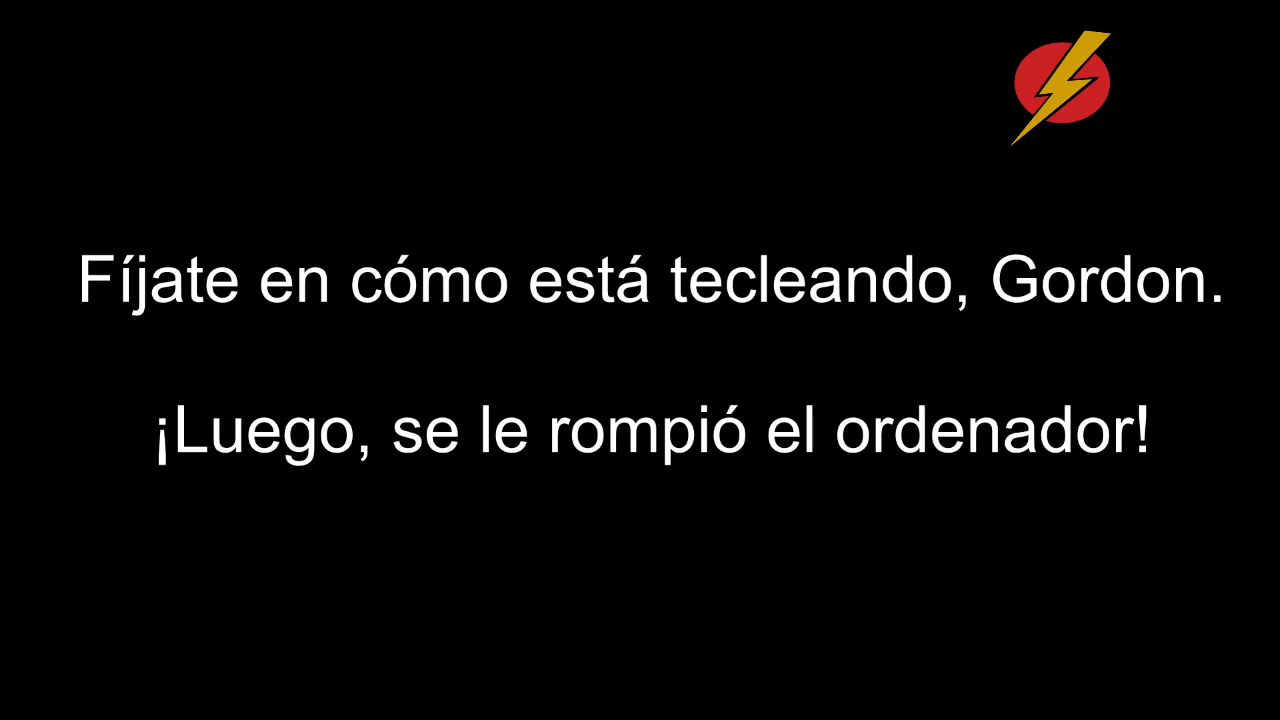 Fíjate en cómo está tecleando, Gordon.
¡Luego, se le rompió el ordenador!